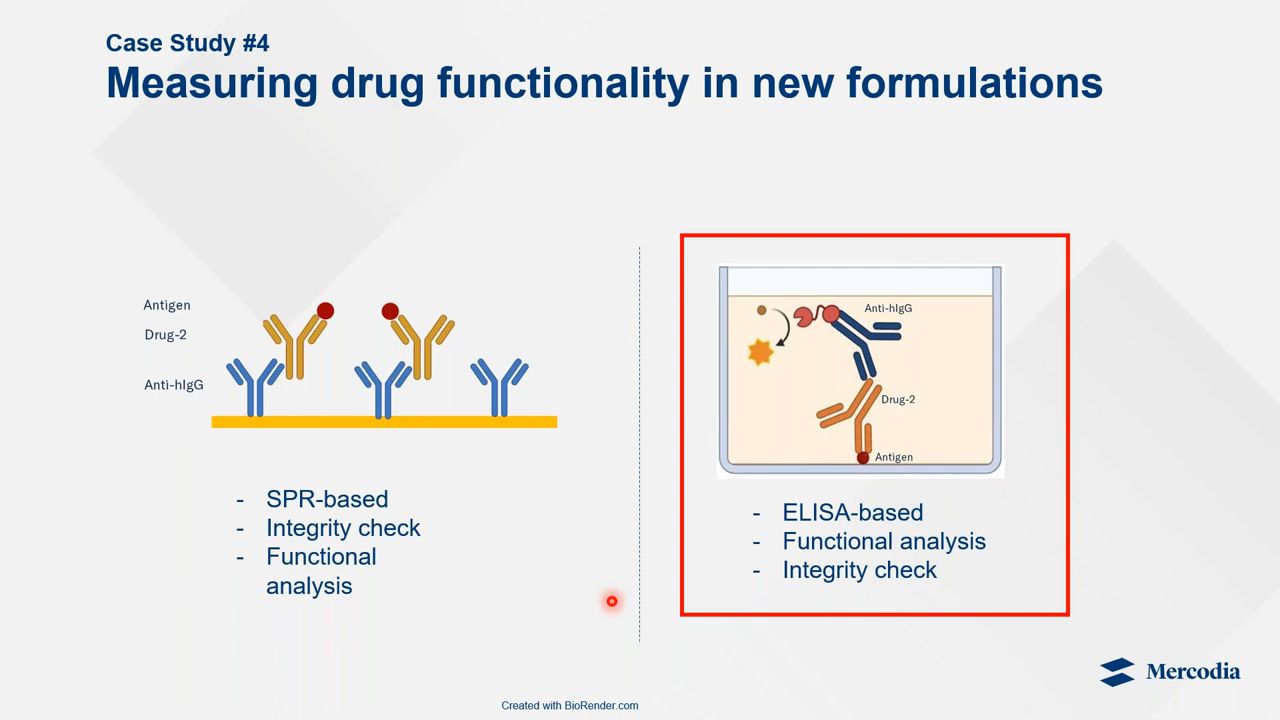 Case Study #4
Measuring drug functionality in new formulations
Antigen
Drug-2
Anti-hIgG
- SPR-based
- Integrity check
- Functional
analysis
Anti-hIgG
Drug-2
Antigen
- ELISA-based
- Functional analysis
- Integrity check
Mercodia
Created with BioRender.com